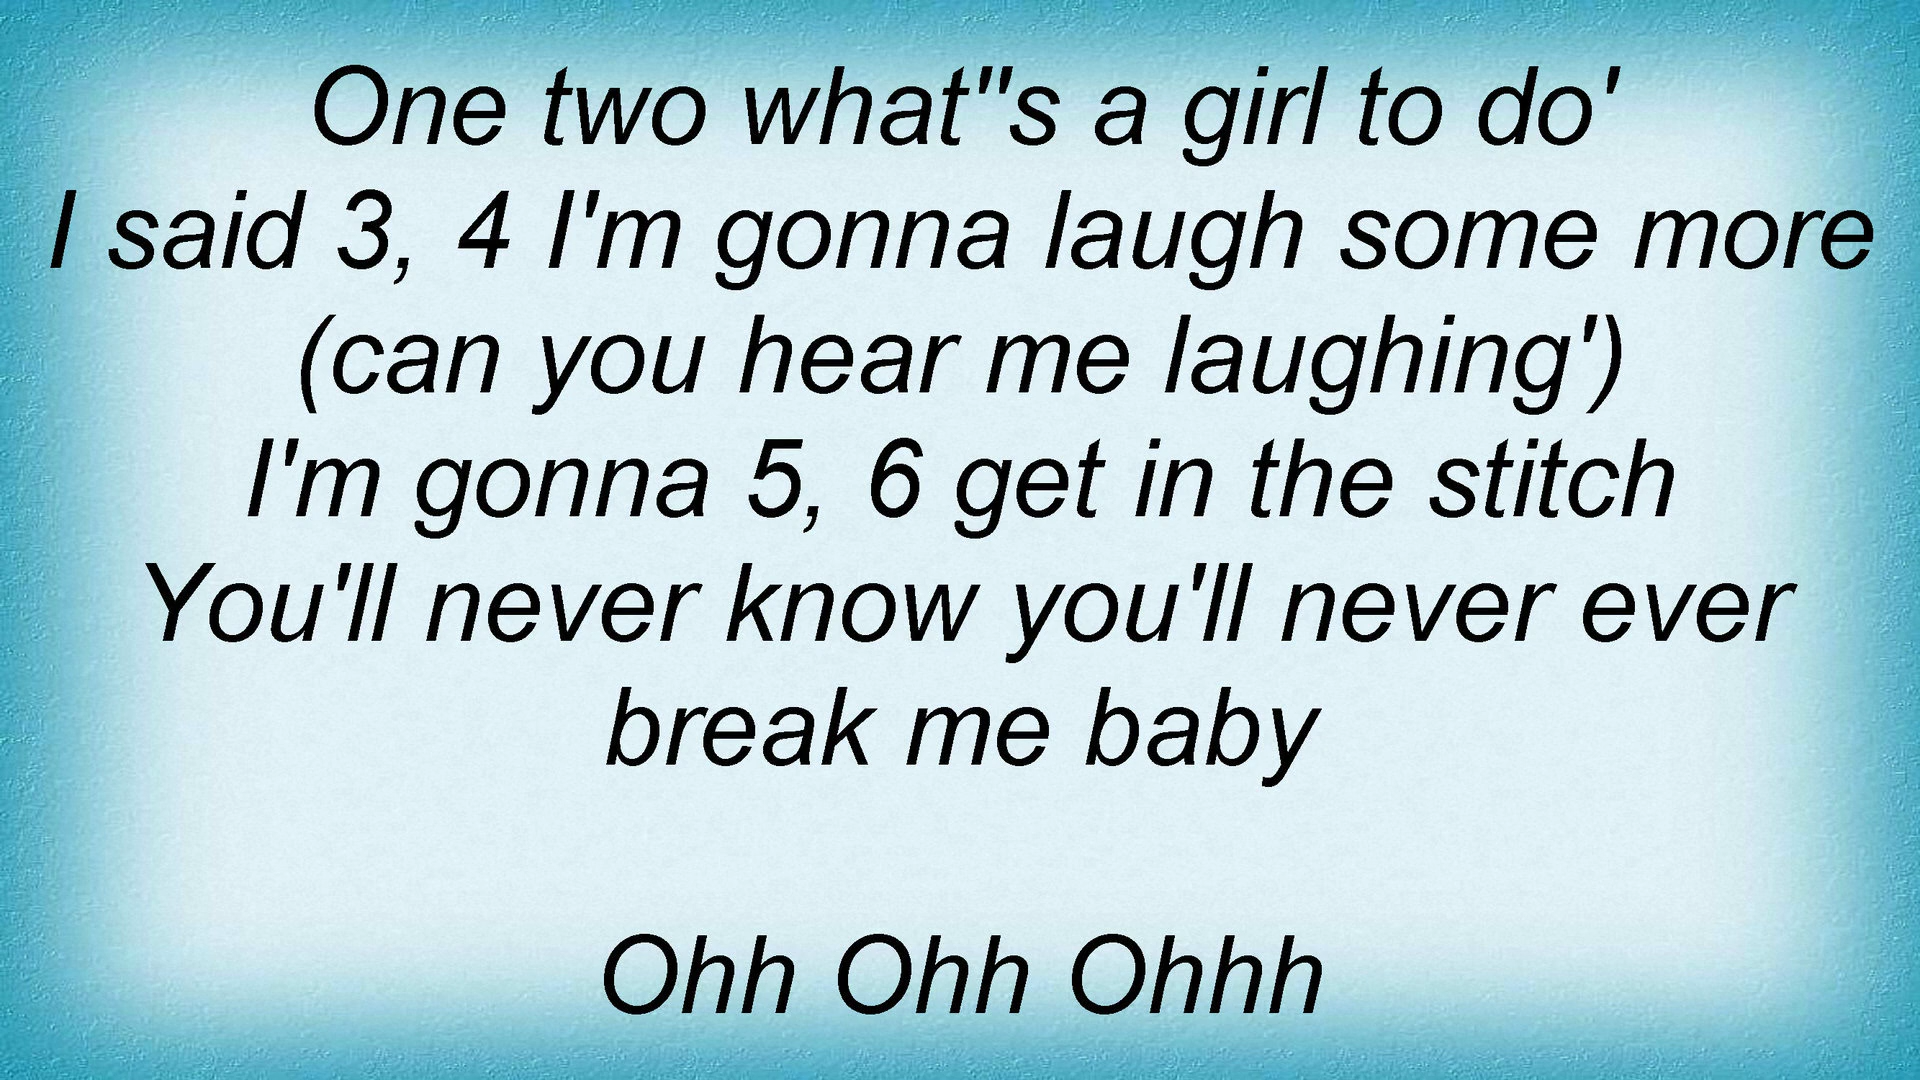 One two what''s a girl to do'
I said 3, 4 I'm gonna laugh some more
(can you hear me laughing')
I'm gonna 5, 6 get in the stitch
You'll never know you'll never ever
break me baby
Ohh Ohh Ohhh